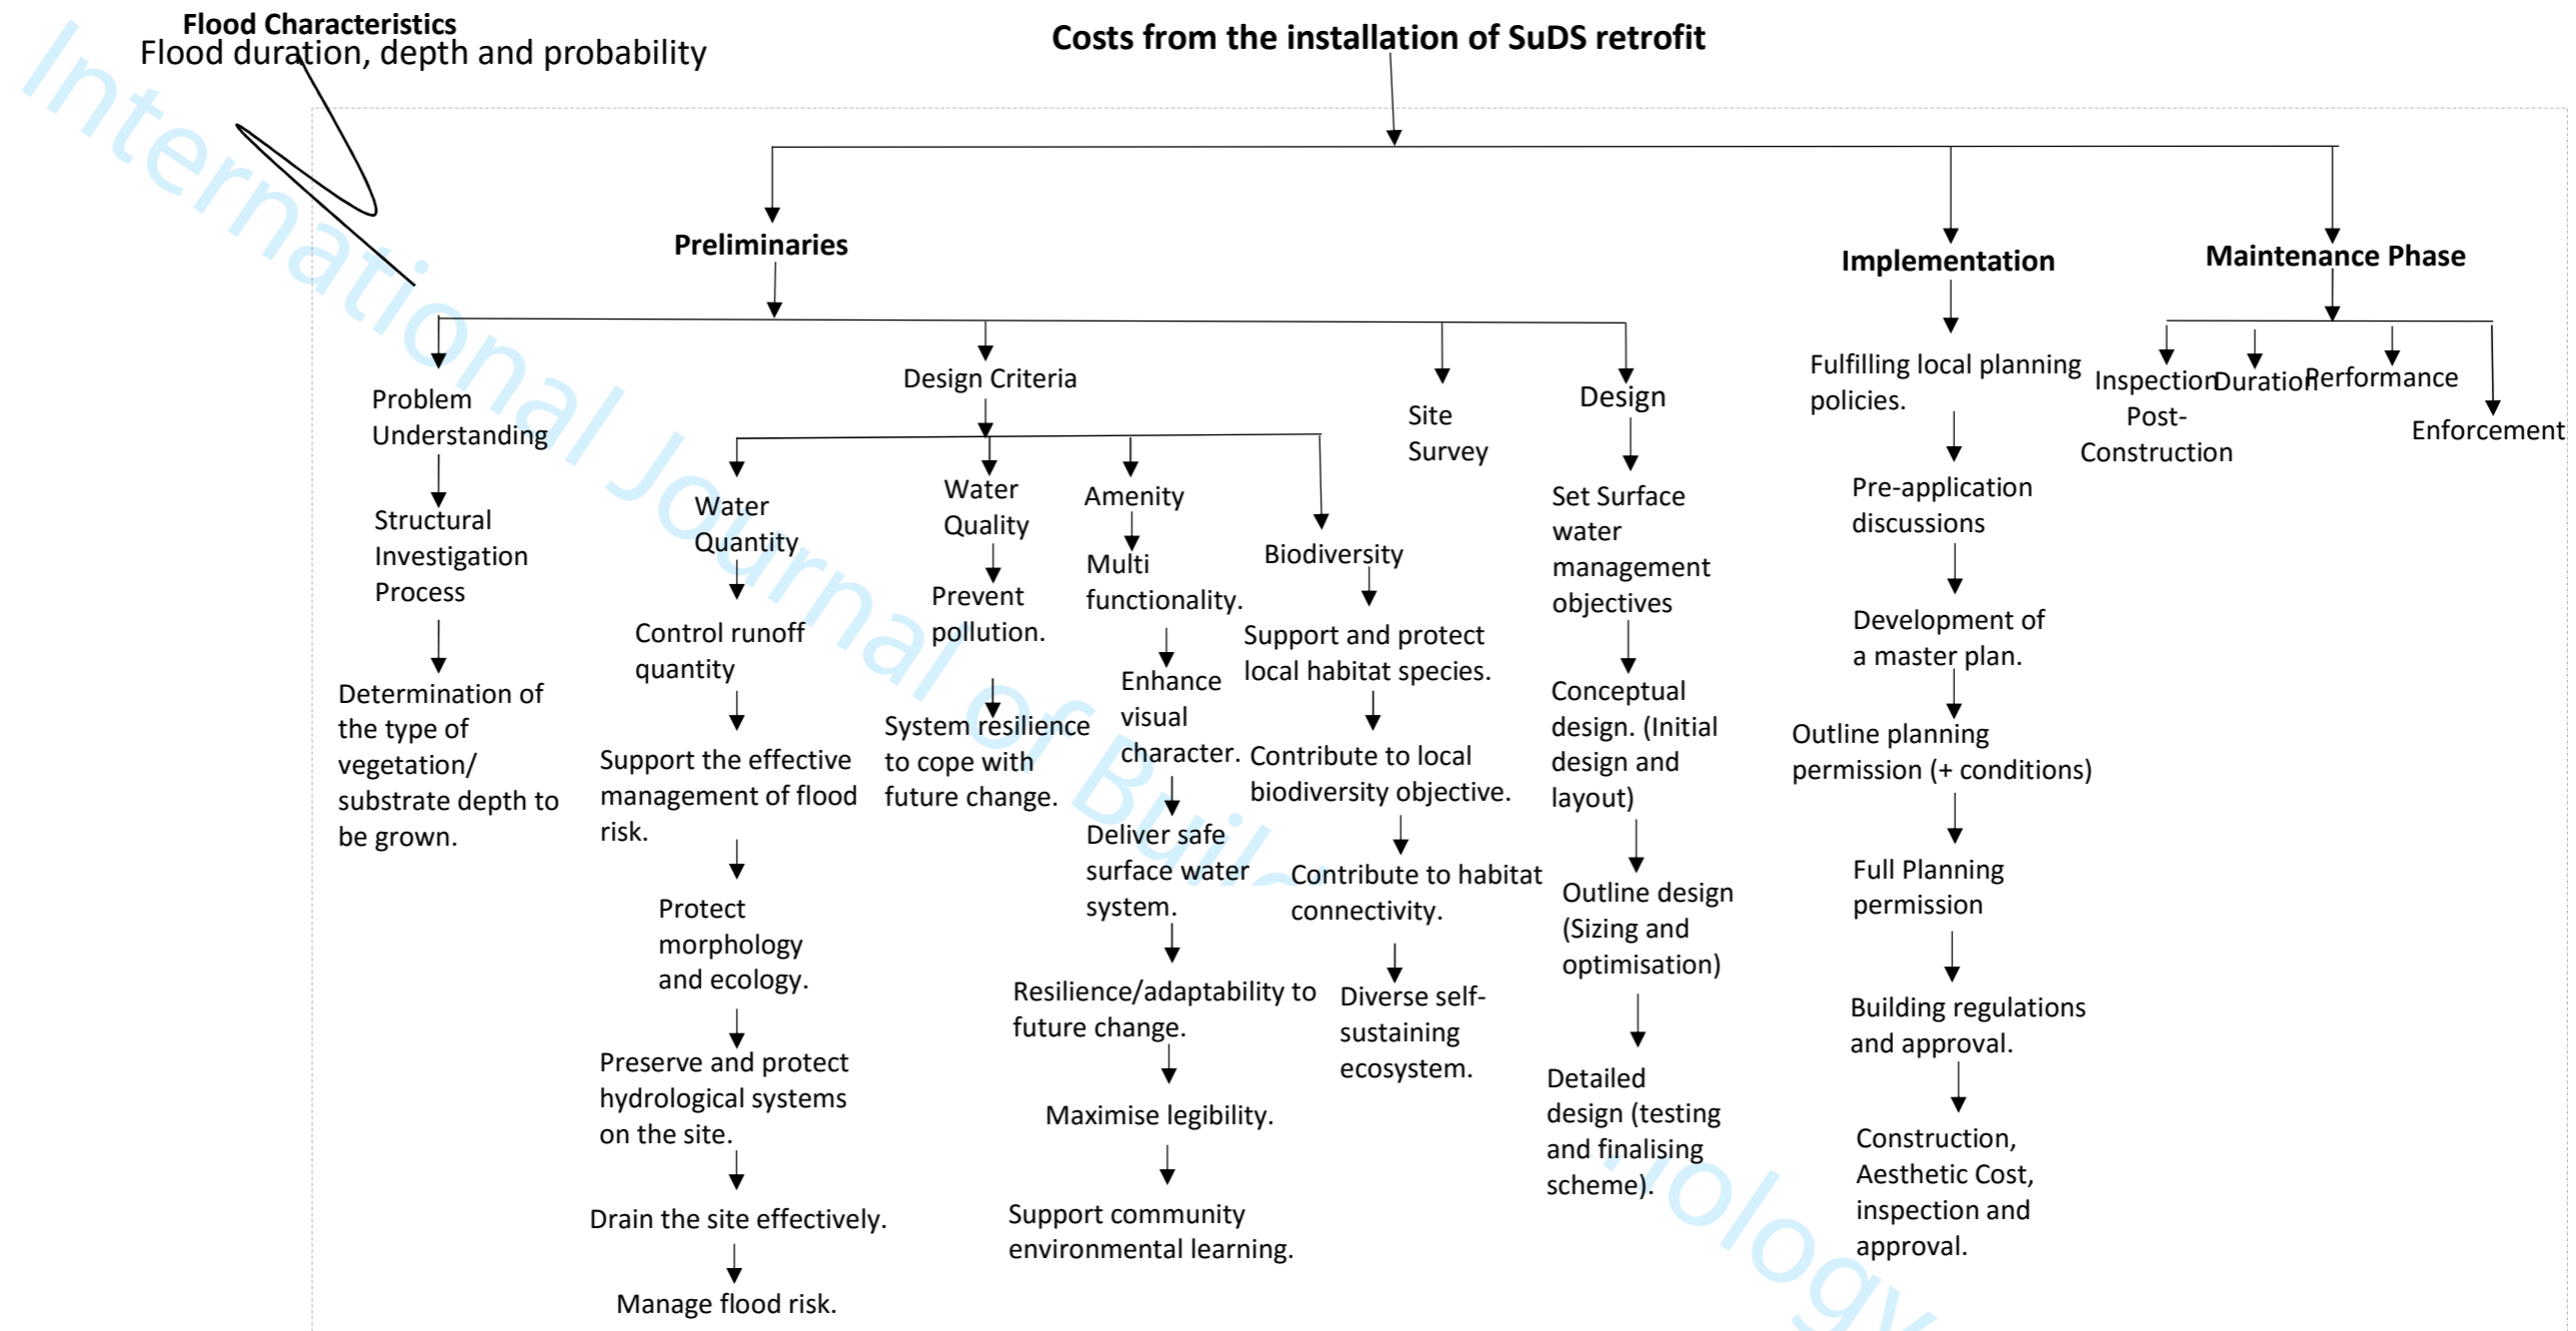 Flood Characteristics
Flood duration, depth and probability
Costs from the installation of SuDS retrofit
Preliminaries
Implementation
Maintenance Phase
Problem
Understanding
Structural
Investigation
Process
Determination of
the type of
vegetation/
substrate depth to
be grown.
Design Criteria
Water
Quantity
Control runoff
quantity
Support the effective
management of flood
risk.
Protect
morphology
and ecology.
Preserve and protect
hydrological systems
on the site.
Drain the site effectively.
Manage flood risk.
Water
Quality
Prevent
pollution.
System resilience
to cope with
future change.
Amenity
Multi
functionality.
Enhance
visual
character.
Deliver safe
surface water
system.
Resilience/adaptability to
future change.
Maximise legibility.
Support community
environmental learning.
Biodiversity
Support and protect
local habitat species.
Contribute to local
biodiversity objective.
Contribute to habitat
connectivity.
Diverse self-
sustaining
ecosystem.
Site
Survey
Design
Set Surface
water
management
objectives
Conceptual
design. (Initial
design and
layout)
Outline design
(Sizing and
optimisation)
Detailed
design (testing
and finalising
scheme).
Fulfilling local planning
policies.
Pre-application
discussions
Development of
a master plan.
Outline planning
permission (+ conditions)
Full Planning
permission
Building regulations
and approval.
Construction,
Aesthetic Cost,
inspection and
approval.
Inspection
Post-
Construction
Duration
Performance
Enforcement
International Journal of Buil
nology